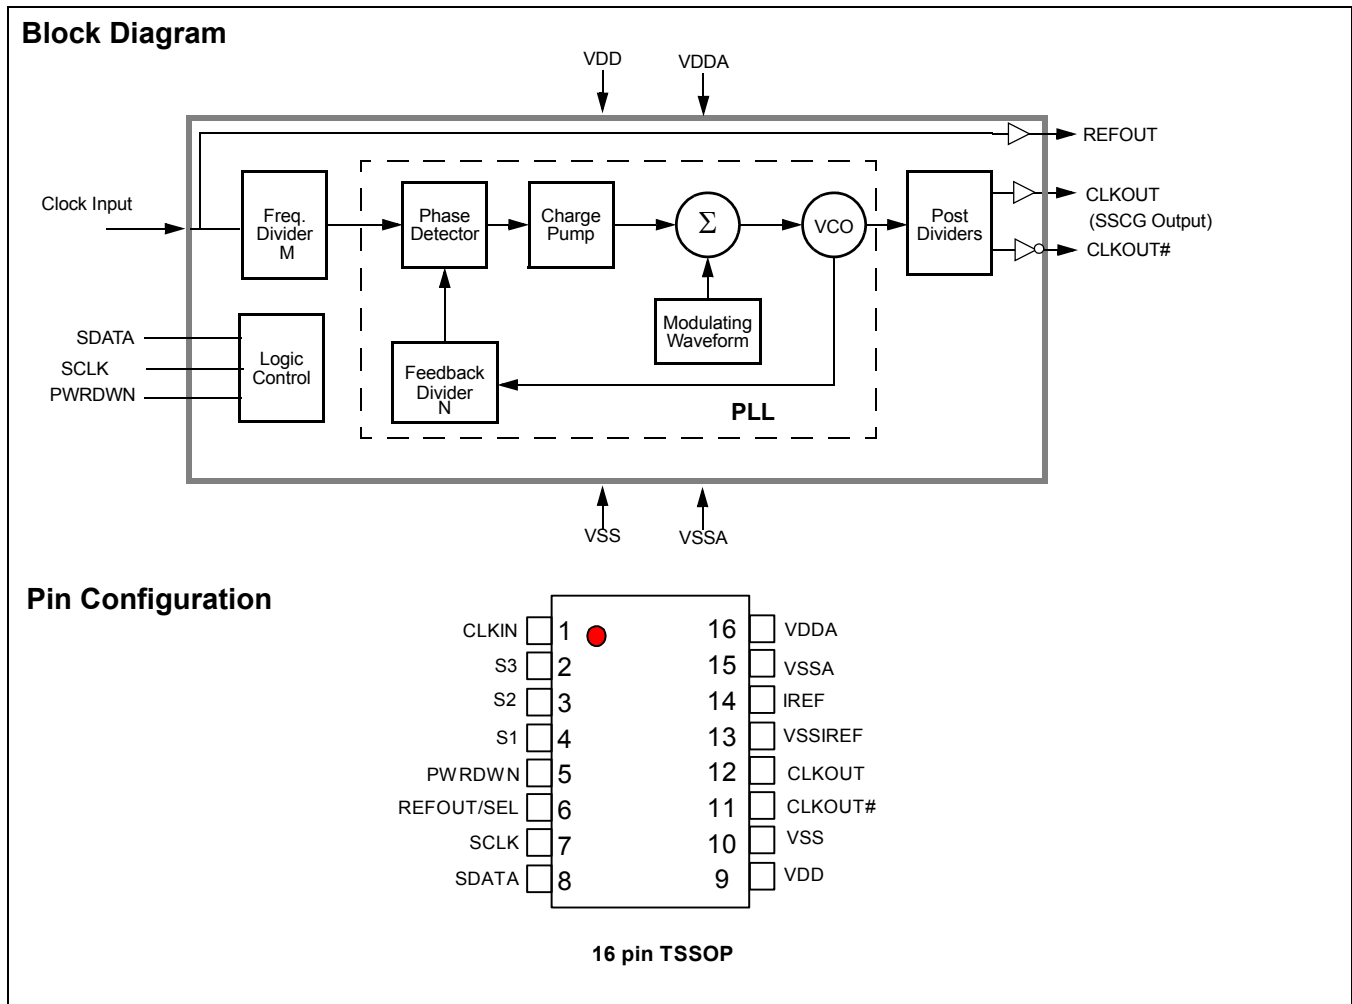 Block Diagram
VDD
VDDA
REFOUT
Clock Input
Freq.
Divider
M
Phase
Detector
Charge
Pump
Σ
VCO
Post
Dividers
CLKOUT
(SSCG Output)
CLKOUT#
Modulating
Waveform
SDATA
SCLK
PWRDWN
Logic
Control
Feedback
Divider
N
PLL
VSS
VSSA
Pin Configuration
CLKIN 1 16 VDDA
S3 2 15 VSSA
S2 3 14 IREF
S1 4 13 VSSIREF
PWRDWN 5 12 CLKOUT
REFOUT/SEL 6 11 CLKOUT#
SCLK 7 10 VSS
SDATA 8 9 VDD
16 pin TSSOP